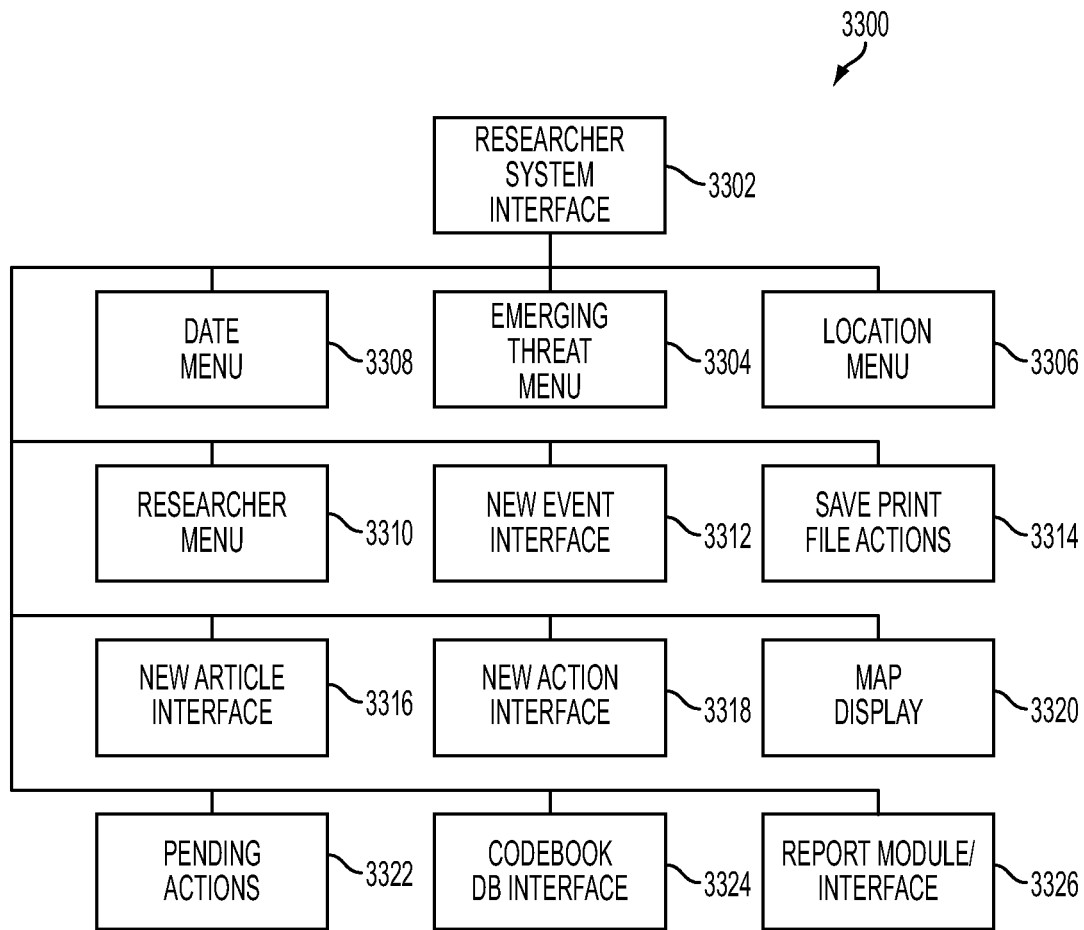 3300
RESEARCHER
SYSTEM
INTERFACE
3302
DATE
MENU
3308
EMERGING
THREAT
MENU
3304
LOCATION
MENU
3306
RESEARCHER
MENU
3310
NEW EVENT
INTERFACE
3312
SAVE PRINT
FILE ACTIONS
3314
NEW ARTICLE
INTERFACE
3316
NEW ACTION
INTERFACE
3318
MAP
DISPLAY
3320
PENDING
ACTIONS
3322
CODEBOOK
DB INTERFACE
3324
REPORT MODULE/
INTERFACE
3326